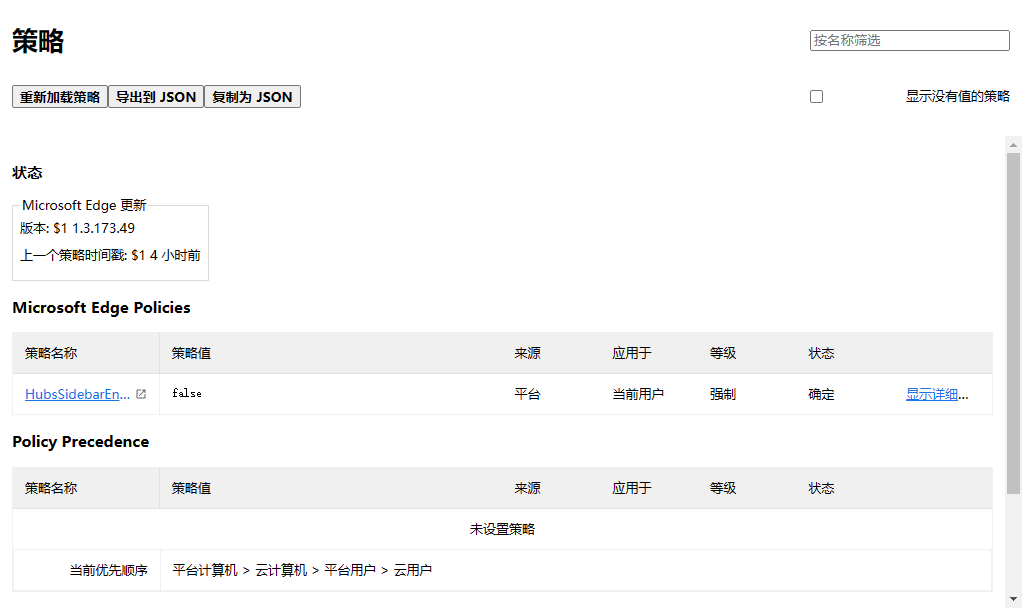 策略
按名称筛选
重新加载策略 导出到 JSON 复制为 JSON
显示没有值的策略
状态
Microsoft Edge 更新
版本: $1 1.3.173.49
上一个策略时间戳: $1 4 小时前
Microsoft Edge Policies
策略名称 策略值 来源 应用于 等级 状态
HubsSidebarEn... false 平台 当前用户 强制 确定 显示详细...
Policy Precedence
策略名称 策略值 来源 应用于 等级 状态
未设置策略
当前优先顺序 平台计算机 > 云计算机 > 平台用户 > 云用户